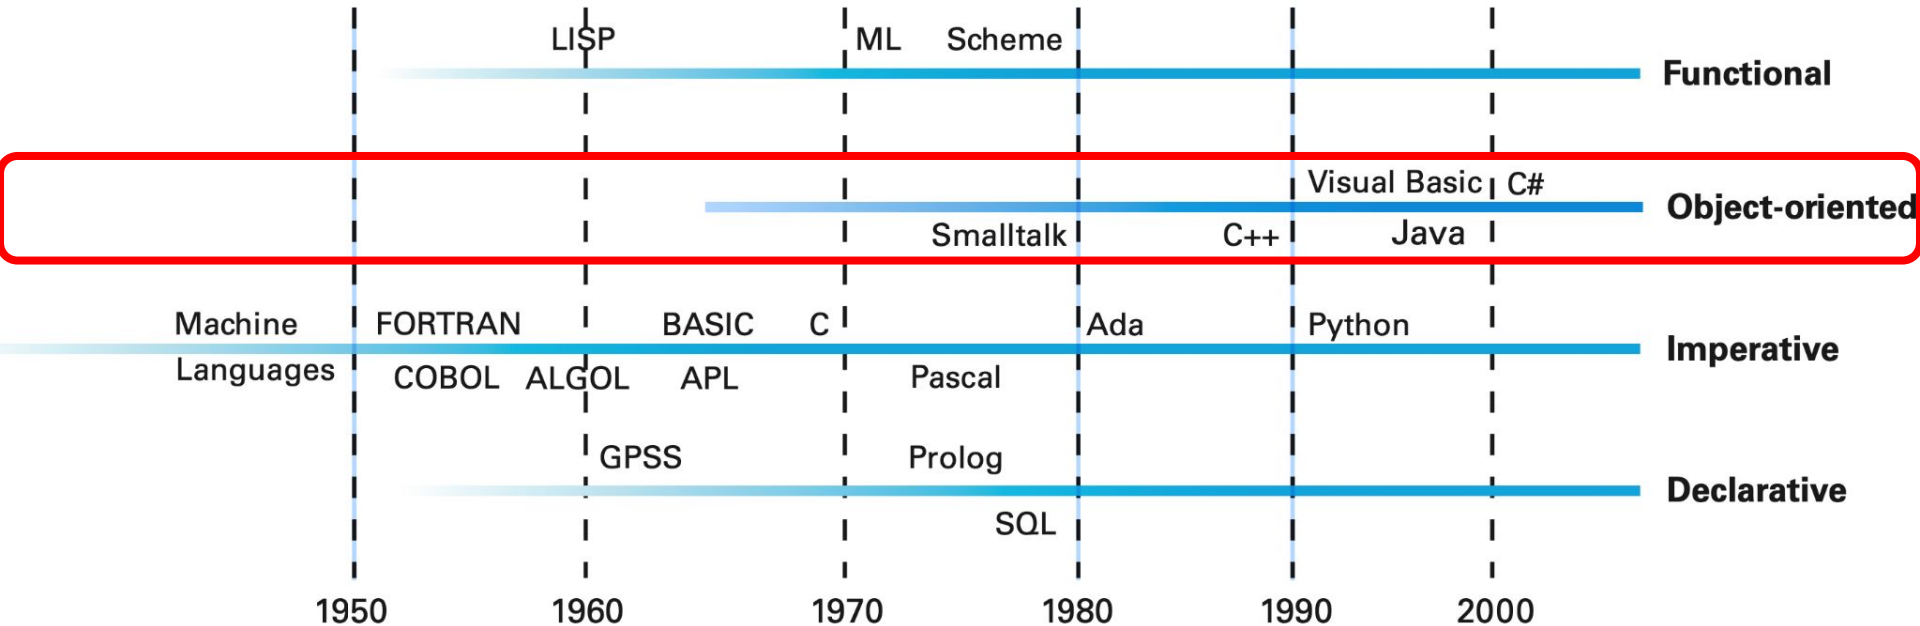 LISP ML Scheme
Functional
Visual Basic C#
Object-oriented
Smalltalk C++ Java
Machine FORTRAN BASIC C Ada Python
Imperative
Languages COBOL ALGOL APL Pascal
GPSS Prolog
Declarative
SQL
1950 1960 1970 1980 1990 2000